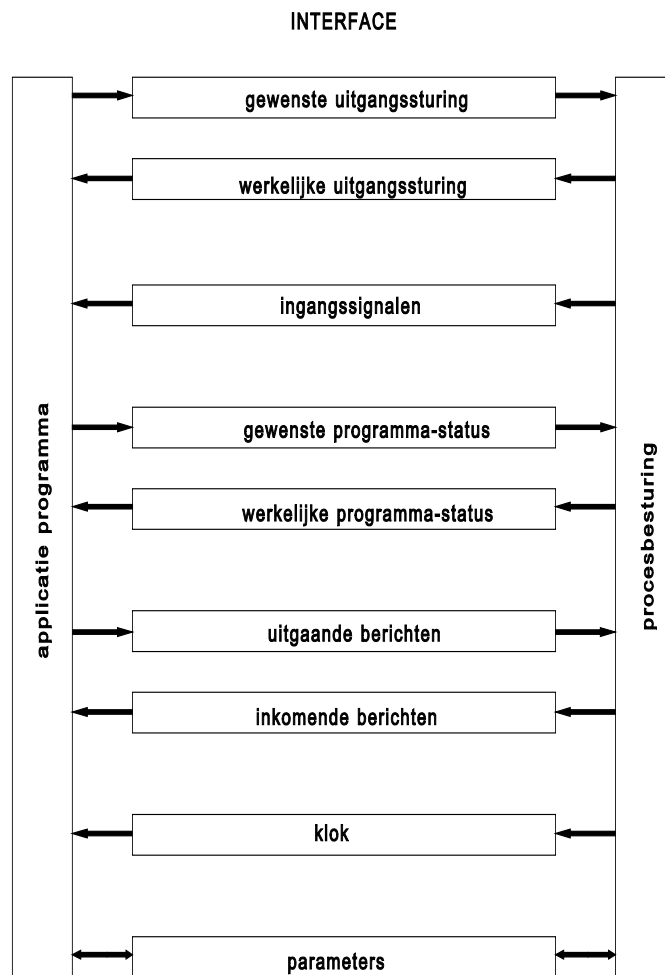 INTERFACE
gewenste uitgangssturing
werkelijke uitgangssturing
ingangssignalen
gewenste programma-status
werkelijke programma-status
uitgaande berichten
inkomende berichten
klok
parameters
applicatie programma
procesbesturing